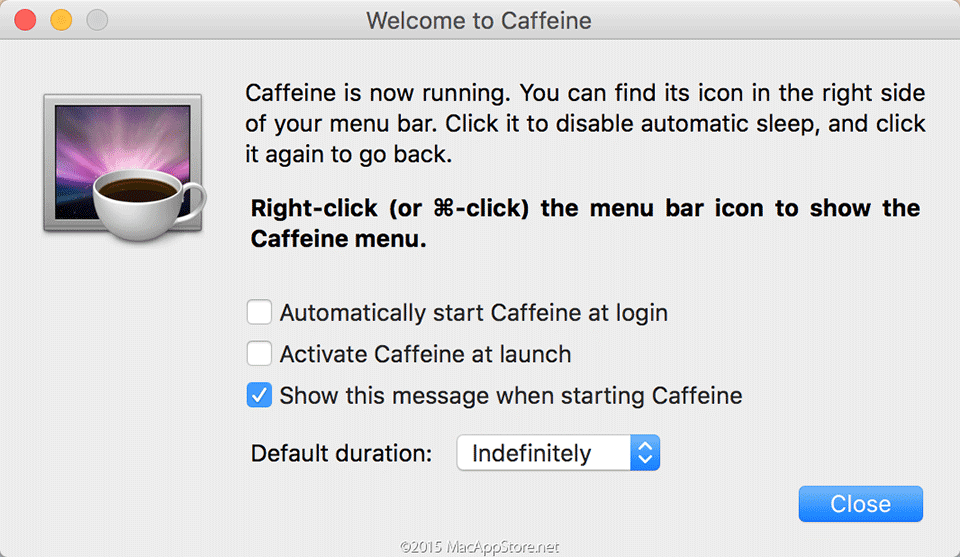 Welcome to Caffeine
Caffeine is now running. You can find its icon in the right side
of your menu bar. Click it to disable automatic sleep, and click
it again to go back.
Right-click (or ⌘-click) the menu bar icon to show the
Caffeine menu.
Automatically start Caffeine at login
Activate Caffeine at launch
Show this message when starting Caffeine
Default duration: Indefinitely
Close
©2015 MacAppStore.net